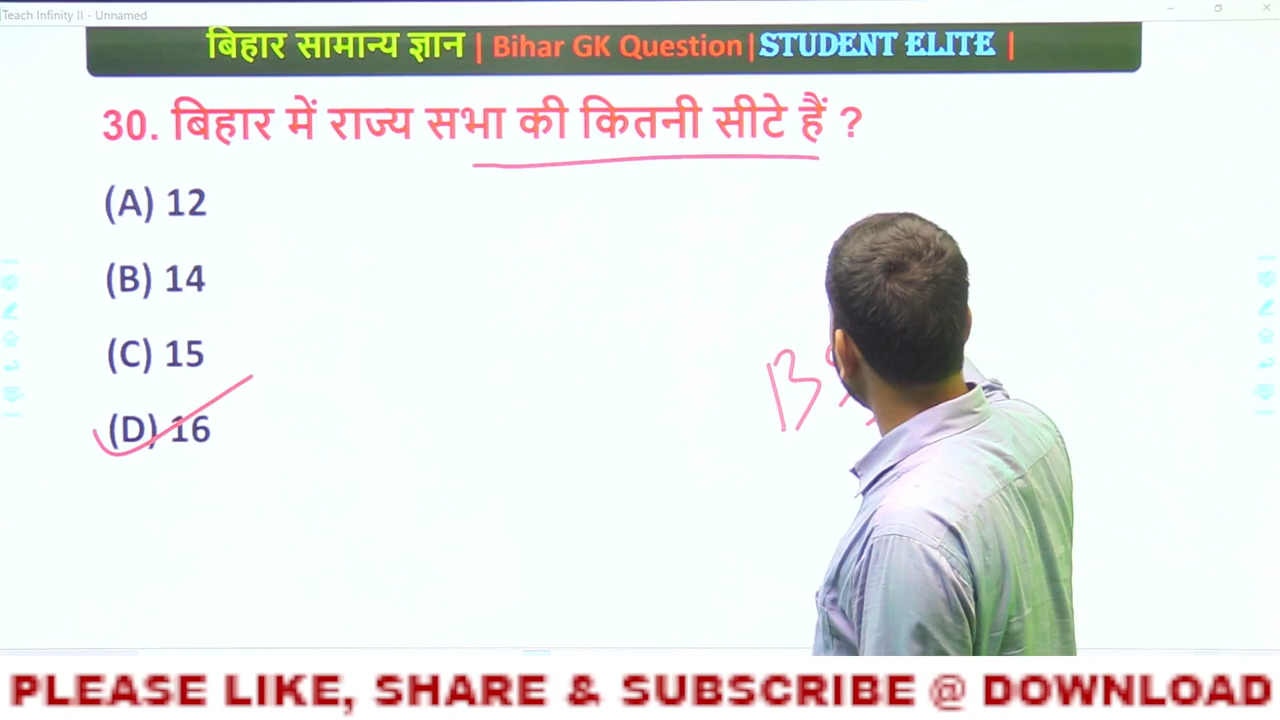 Teach Infinity II - Unnamed
बिहार सामान्य ज्ञान | Bihar GK Question | STUDENT ELITE |
30. बिहार में राज्य सभा की कितनी सीटे हैं ?
(A) 12
(B) 14
(C) 15
(D) 16
PLEASE LIKE, SHARE & SUBSCRIBE @ DOWNLOAD